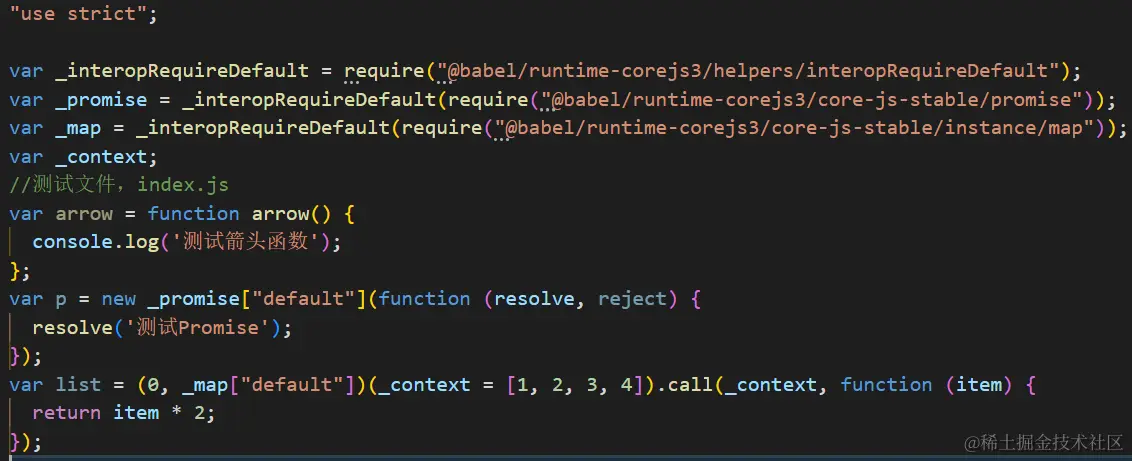 "use strict";
var _interopRequireDefault = require("@babel/runtime-corejs3/helpers/interopRequireDefault");
var _promise = _interopRequireDefault(require("@babel/runtime-corejs3/core-js-stable/promise"));
var _map = _interopRequireDefault(require("@babel/runtime-corejs3/core-js-stable/instance/map"));
var _context;
//测试文件，index.js
var arrow = function arrow() {
  console.log('测试箭头函数');
};
var p = new _promise["default"](function (resolve, reject) {
  resolve('测试Promise');
});
var list = (0, _map["default"])(_context = [1, 2, 3, 4]).call(_context, function (item) {
  return item * 2;
});
@稀土掘金技术社区